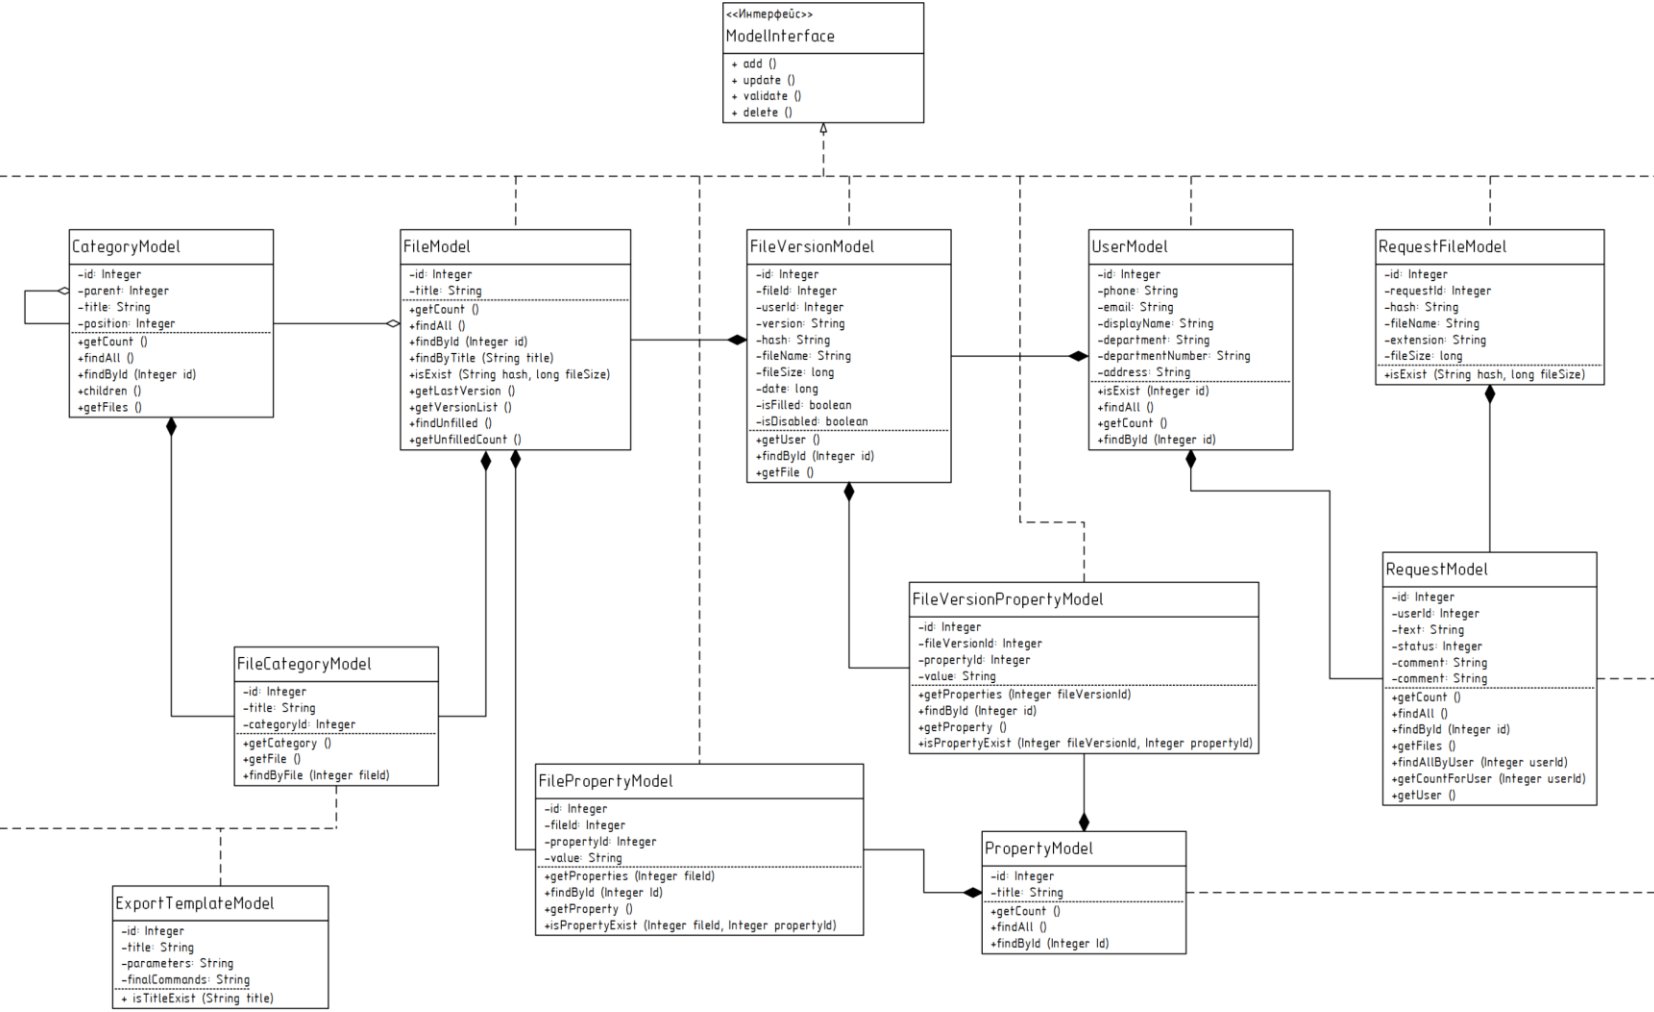 <<Интерфейс>>
ModelInterface
+ add ()
+ update ()
+ validate ()
+ delete ()
CategoryModel
-id: Integer
-parent: Integer
-title: String
-position: Integer
+getCount ()
+findAll ()
+findById (Integer id)
+children ()
+getFiles ()
FileModel
-id: Integer
-title: String
+getCount ()
+findAll ()
+findById (Integer id)
+findByTitle (String title)
+isExist (String hash, long fileSize)
+getLastVersion ()
+getVersionList ()
+findUnfilled ()
+getUnfilledCount ()
FileVersionModel
-id: Integer
-fileId: Integer
-userId: Integer
-version: String
-hash: String
-fileName: String
-fileSize: long
-date: long
-isFilled: boolean
-isDisabled: boolean
+getUser ()
+findById (Integer id)
+getFile ()
UserModel
-id: Integer
-phone: String
-email: String
-displayName: String
-department: String
-departmentNumber: String
-address: String
+isExist (Integer id)
+findAll ()
+getCount ()
+findById (Integer id)
RequestFileModel
-id: Integer
-requestId: Integer
-hash: String
-fileName: String
-extension: String
-fileSize: long
+isExist (String hash, long fileSize)
RequestModel
-id: Integer
-userId: Integer
-text: String
-status: Integer
-comment: String
-comment: String
+getCount ()
+findAll ()
+findById (Integer id)
+getFiles ()
+findAllByUser (Integer userId)
+getCountForUser (Integer userId)
+getUser ()
FileVersionPropertyModel
-id: Integer
-fileVersionId: Integer
-propertyId: Integer
-value: String
+getProperties (Integer fileVersionId)
+findById (Integer id)
+getProperty ()
+isPropertyExist (Integer fileVersionId, Integer propertyId)
FileCategoryModel
-id: Integer
-title: String
-categoryId: Integer
+getCategory ()
+getFile ()
+findByFile (Integer fileId)
FilePropertyModel
-id: Integer
-fileId: Integer
-propertyId: Integer
-value: String
+getProperties (Integer fileId)
+findById (Integer Id)
+getProperty ()
+isPropertyExist (Integer fileId, Integer propertyId)
PropertyModel
-id: Integer
-title: String
+getCount ()
+findAll ()
+findById (Integer Id)
ExportTemplateModel
-id: Integer
-title: String
-parameters: String
-finalCommands: String
+ isTitleExist (String title)